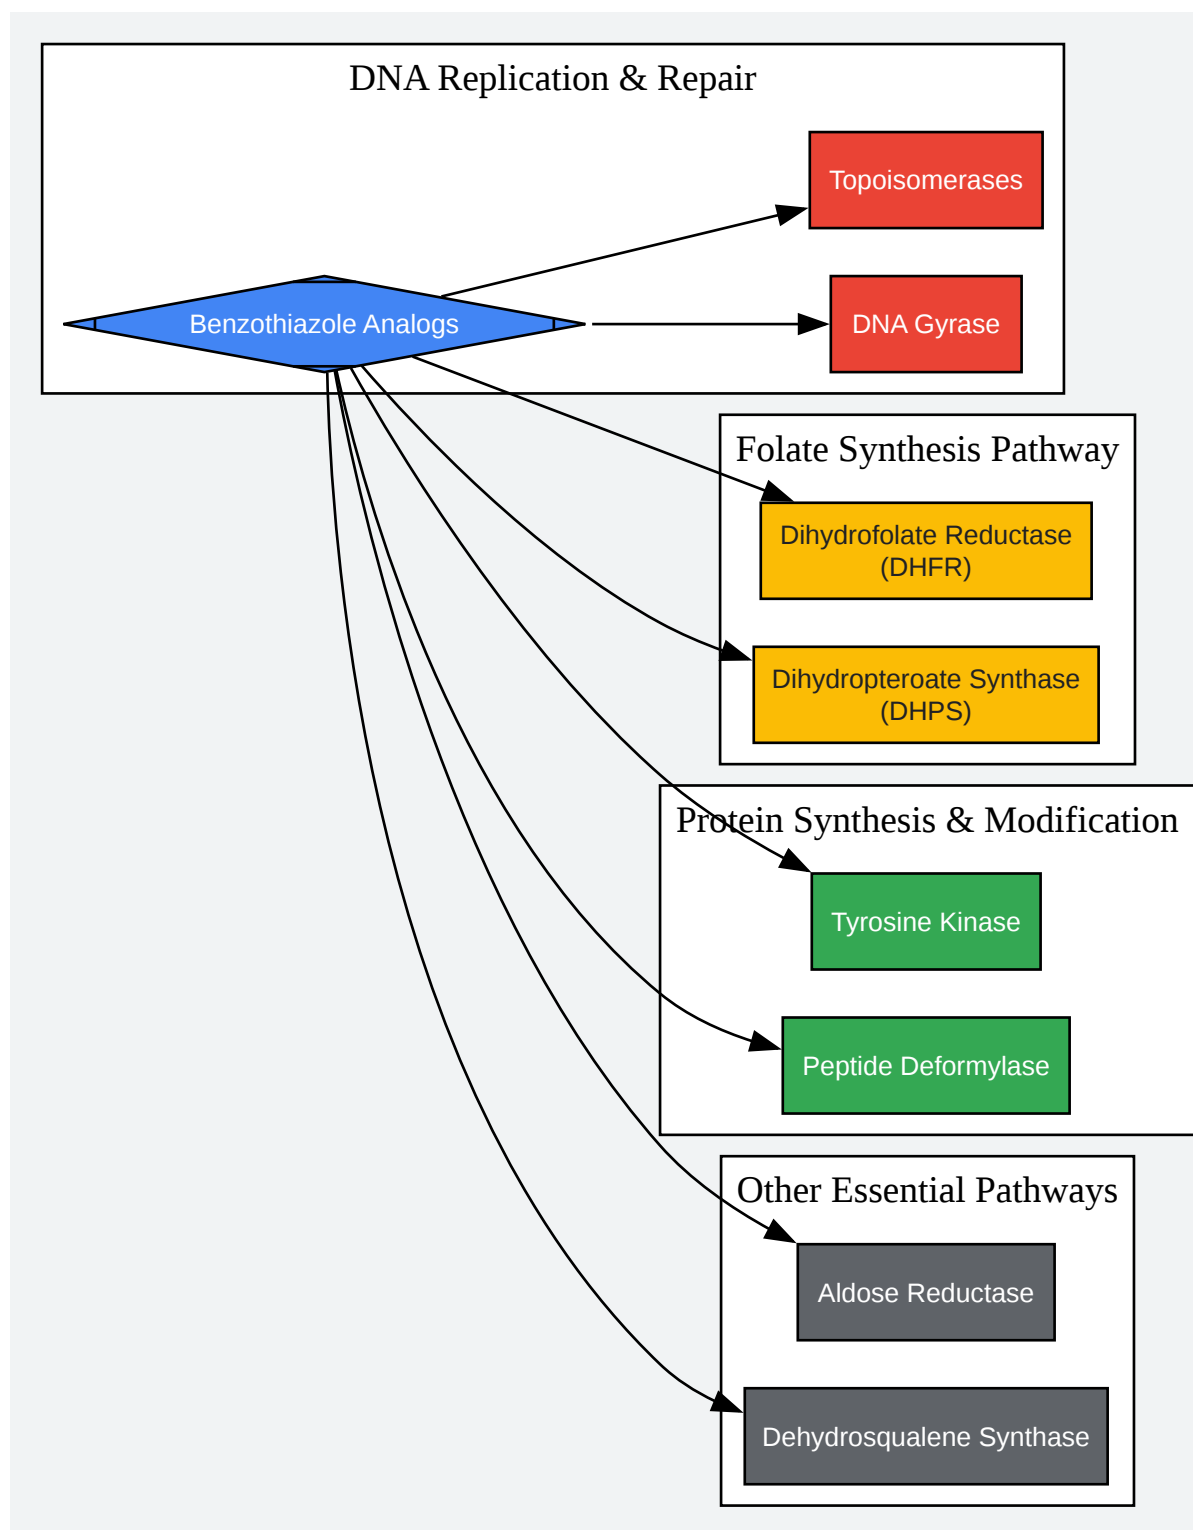 DNA Replication & Repair
Topoisomerases
Benzothiazole Analogs
DNA Gyrase
Folate Synthesis Pathway
Dihydrofolate Reductase
(DHFR)
Dihydropteroate Synthase
(DHPS)
Protein Synthesis & Modification
Tyrosine Kinase
Peptide Deformylase
Other Essential Pathways
Aldose Reductase
Dehydrosqualene Synthase